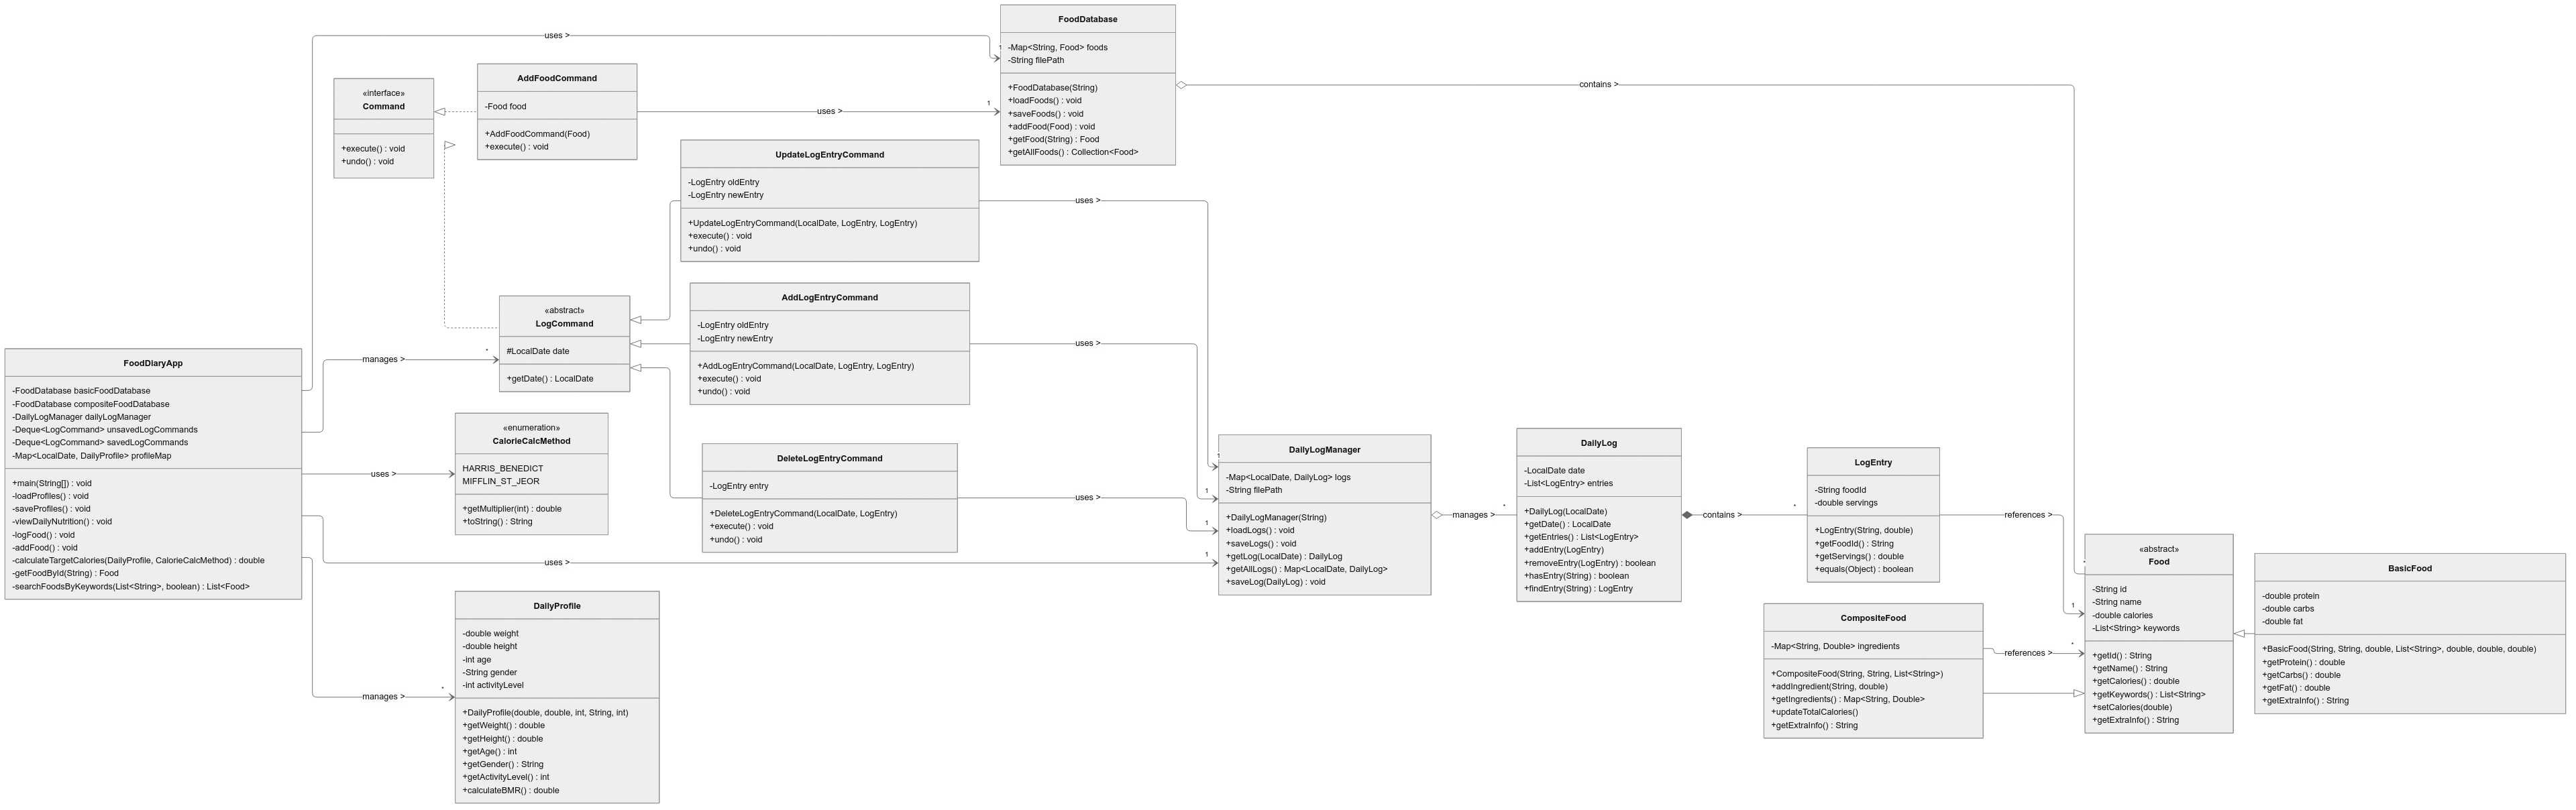 FoodDatabase
-Map<String, Food> foods
-String filePath
+FoodDatabase(String)
+loadFoods() : void
+saveFoods() : void
+addFood(Food) : void
+getFood(String) : Food
+getAllFoods() : Collection<Food>
uses >
1
contains >
*
«interface»
Command
+execute() : void
+undo() : void
AddFoodCommand
-Food food
+AddFoodCommand(Food)
+execute() : void
uses >
1
UpdateLogEntryCommand
-LogEntry oldEntry
-LogEntry newEntry
+UpdateLogEntryCommand(LocalDate, LogEntry, LogEntry)
+execute() : void
+undo() : void
uses >
1
«abstract»
LogCommand
#LocalDate date
+getDate() : LocalDate
AddLogEntryCommand
-LogEntry oldEntry
-LogEntry newEntry
+AddLogEntryCommand(LocalDate, LogEntry, LogEntry)
+execute() : void
+undo() : void
uses >
1
FoodDiaryApp
-FoodDatabase basicFoodDatabase
-FoodDatabase compositeFoodDatabase
-DailyLogManager dailyLogManager
-Deque<LogCommand> unsavedLogCommands
-Deque<LogCommand> savedLogCommands
-Map<LocalDate, DailyProfile> profileMap
+main(String[]) : void
-loadProfiles() : void
-saveProfiles() : void
-viewDailyNutrition() : void
-logFood() : void
-addFood() : void
-calculateTargetCalories(DailyProfile, CalorieCalcMethod) : double
-getFoodById(String) : Food
-searchFoodsByKeywords(List<String>, boolean) : List<Food>
manages >
*
uses >
uses >
1
manages >
*
«enumeration»
CalorieCalcMethod
HARRIS_BENEDICT
MIFFLIN_ST_JEOR
+getMultiplier(int) : double
+toString() : String
DeleteLogEntryCommand
-LogEntry entry
+DeleteLogEntryCommand(LocalDate, LogEntry)
+execute() : void
+undo() : void
uses >
1
DailyLogManager
-Map<LocalDate, DailyLog> logs
-String filePath
+DailyLogManager(String)
+loadLogs() : void
+saveLogs() : void
+getLog(LocalDate) : DailyLog
+getAllLogs() : Map<LocalDate, DailyLog>
+saveLog(DailyLog) : void
manages >
*
DailyLog
-LocalDate date
-List<LogEntry> entries
+DailyLog(LocalDate)
+getDate() : LocalDate
+getEntries() : List<LogEntry>
+addEntry(LogEntry)
+removeEntry(LogEntry) : boolean
+hasEntry(String) : boolean
+findEntry(String) : LogEntry
contains >
*
LogEntry
-String foodId
-double servings
+LogEntry(String, double)
+getFoodId() : String
+getServings() : double
+equals(Object) : boolean
references >
1
CompositeFood
-Map<String, Double> ingredients
+CompositeFood(String, String, List<String>)
+addIngredient(String, double)
+getIngredients() : Map<String, Double>
+updateTotalCalories()
+getExtraInfo() : String
references >
*
«abstract»
Food
-String id
-String name
-double calories
-List<String> keywords
+getId() : String
+getName() : String
+getCalories() : double
+getKeywords() : List<String>
+setCalories(double)
+getExtraInfo() : String
BasicFood
-double protein
-double carbs
-double fat
+BasicFood(String, String, double, List<String>, double, double, double)
+getProtein() : double
+getCarbs() : double
+getFat() : double
+getExtraInfo() : String
DailyProfile
-double weight
-double height
-int age
-String gender
-int activityLevel
+DailyProfile(double, double, int, String, int)
+getWeight() : double
+getHeight() : double
+getAge() : int
+getGender() : String
+getActivityLevel() : int
+calculateBMR() : double